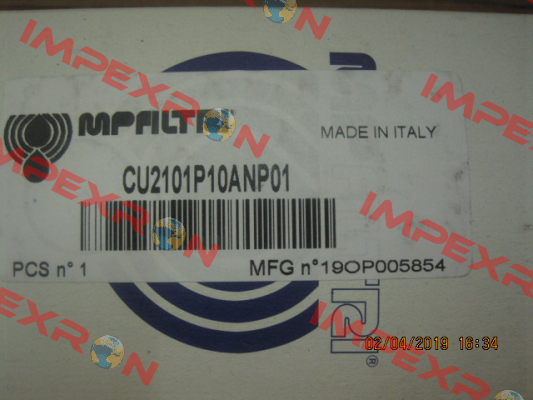 IMPEXRON
IMPEXRON
MPFILTRI
MADE IN ITALY
CU2101P10ANP01
PCS n° 1
MFG n°19OP005854
IMPEXRON
IMPEXRON
®
02/04/2019 16:34
IMPEXRON
IMPEXRON